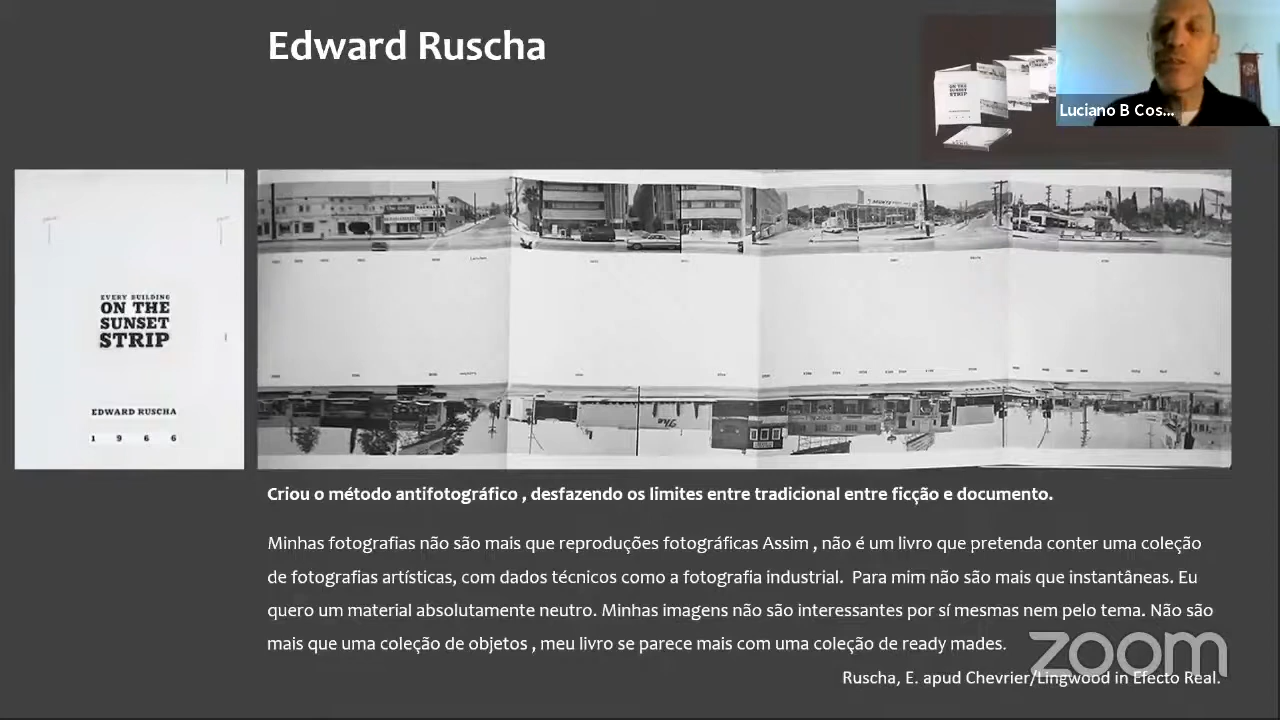 Edward Ruscha
ON THE
SUNSET
STRIP
Luciano B Cos...
EVERY BUILDING
ON THE
SUNSET
STRIP
EDWARD RUSCHA
1 9 6 6
The
Criou o método antifotográfico , desfazendo os limites entre tradicional entre ficção e documento.
Minhas fotografias não são mais que reproduções fotográficas Assim , não é um livro que pretenda conter uma coleção
de fotografias artísticas, com dados técnicos como a fotografia industrial. Para mim não são mais que instantâneas. Eu
quero um material absolutamente neutro. Minhas imagens não são interessantes por sí mesmas nem pelo tema. Não são
mais que uma coleção de objetos , meu livro se parece mais com uma coleção de ready mades.
zoom
Ruscha, E. apud Chevrier/Lingwood in Efecto Real.